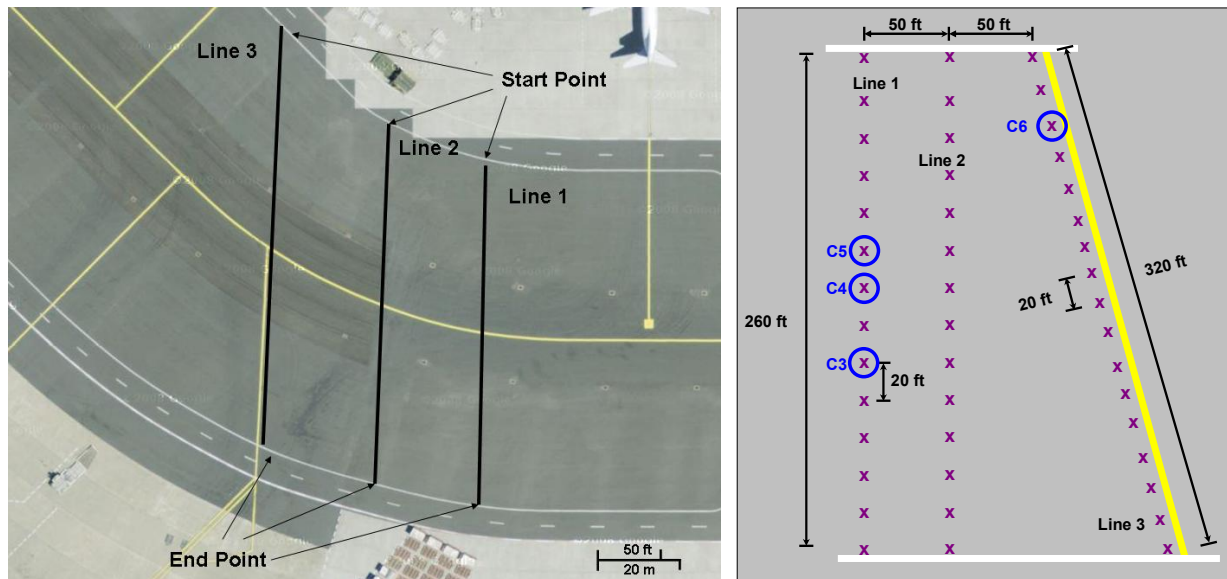 Line 3
Start Point
Line 2
Line 1
End Point
50 ft
20 m
50 ft
50 ft
Line 1
C6
Line 2
C5
320 ft
C4
20 ft
260 ft
C3
20 ft
Line 3
x x x
x x x
x x x
x x x
x x x
x x x
x x x
x x x
x x x
x x x
x x x
x x x
x x x
x x x
x
x
x